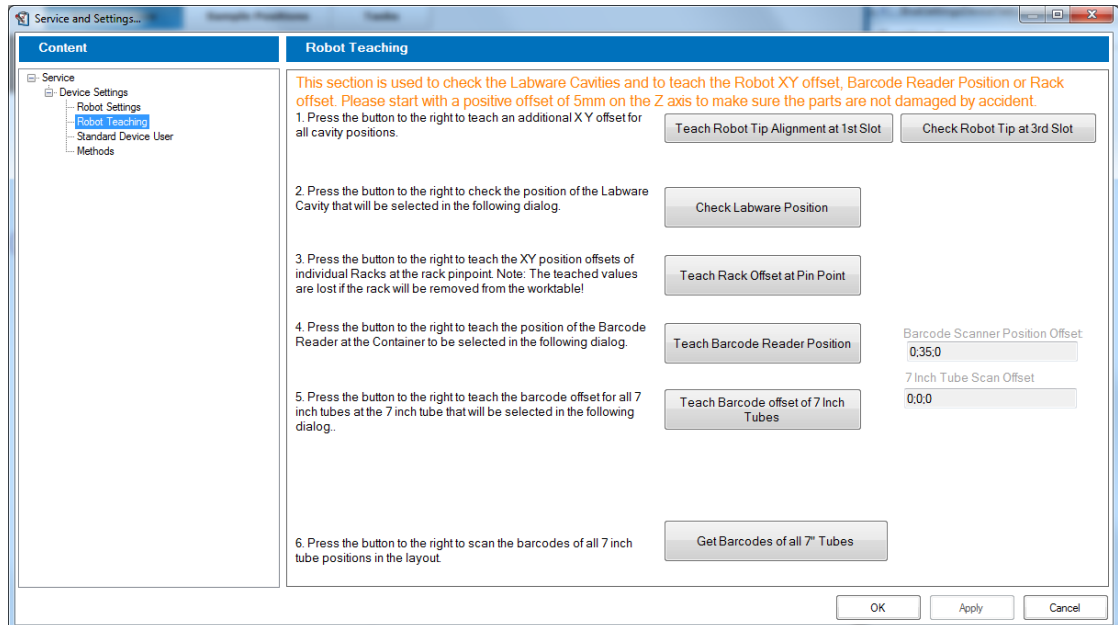 Service and Settings...
Sample Positions
Tasks
Content
Robot Teaching
Service
Device Settings
Robot Settings
Robot Teaching
Standard Device User
Methods
This section is used to check the Labware Cavities and to teach the Robot XY offset, Barcode Reader Position or Rack
offset. Please start with a positive offset of 5mm on the Z axis to make sure the parts are not damaged by accident.
1. Press the button to the right to teach an additional X Y offset for
all cavity positions.
Teach Robot Tip Alignment at 1st Slot
Check Robot Tip at 3rd Slot
2. Press the button to the right to check the position of the Labware
Cavity that will be selected in the following dialog.
Check Labware Position
3. Press the button to the right to teach the XY position offsets of
individual Racks at the rack pinpoint. Note: The teached values
are lost if the rack will be removed from the worktable!
Teach Rack Offset at Pin Point
4. Press the button to the right to teach the position of the Barcode
Reader at the Container to be selected in the following dialog.
Teach Barcode Reader Position
Barcode Scanner Position Offset:
0;35;0
7 Inch Tube Scan Offset
0;0;0
5. Press the button to the right to teach the barcode offset for all 7
inch tubes at the 7 inch tube that will be selected in the following
dialog..
Teach Barcode offset of 7 Inch
Tubes
6. Press the button to the right to scan the barcodes of all 7 inch
tube positions in the layout.
Get Barcodes of all 7" Tubes
OK
Apply
Cancel